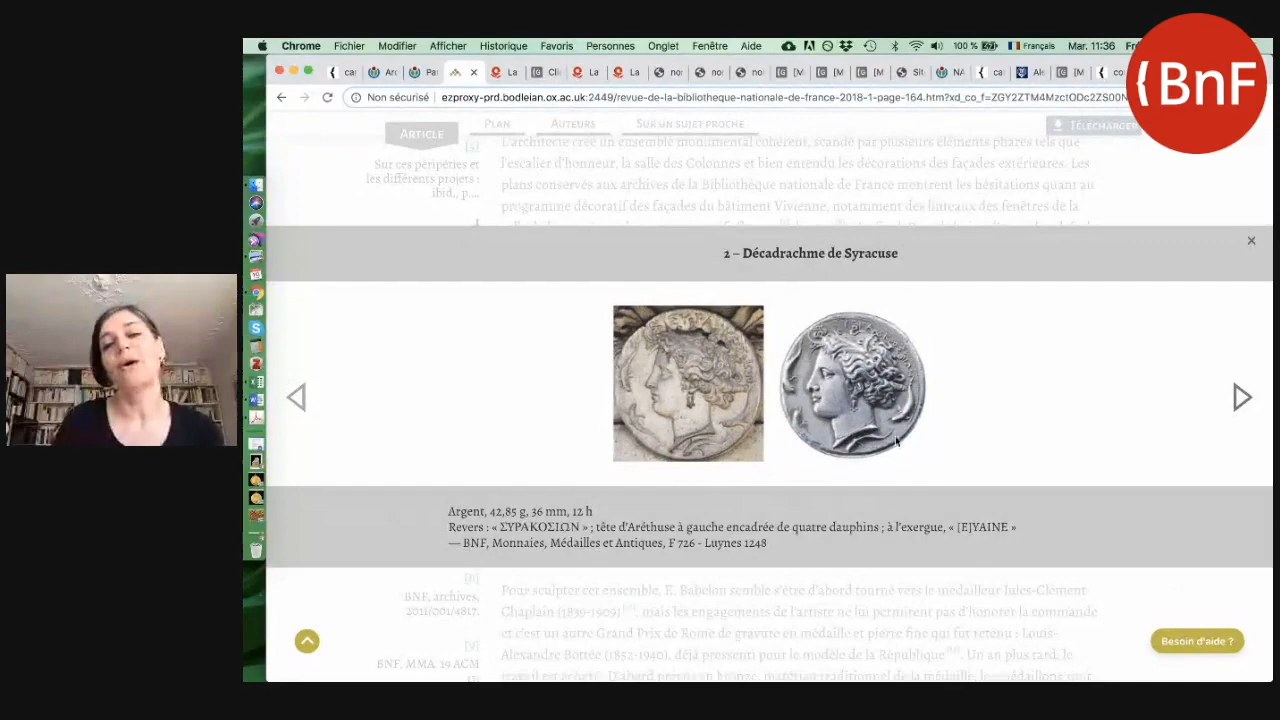 Chrome Fichier Modifier Afficher Historique Favoris Personnes Onglet Fenêtre Aide 100 % Français Mar. 11:36
{BnF
Non sécurisé ezproxy-prd.bodleian.ox.ac.uk:2449/revue-de-la-bibliotheque-nationale-de-france-2018-1-page-164.htm?xd_co_f=
ARTICLE PLAN AUTEURS SUR UN SUJET PROCHE TÉLÉCHARGER
[5]
Sur ces péripéties et
les différents projets :
ibid., p....
L'architecte crée un ensemble monumental cohérent, scandé par plusieurs éléments phares tels que
l'escalier d'honneur, la salle des Colonnes et bien entendu les décorations des façades extérieures. Les
plans conservés aux archives de la Bibliothèque nationale de France montrent les hésitations quant au
programme décoratif des façades du bâtiment Vivienne, notamment des linteaux des fenêtres de la
2 – Décadrachme de Syracuse
Argent, 42,85 g, 36 mm, 12 h
Revers : « ΣΥΡΑΚΟΣΙΩΝ » ; tête d'Aréthuse à gauche encadrée de quatre dauphins ; à l'exergue, « [E]YAINE »
— BNF, Monnaies, Médailles et Antiques, F 726 - Luynes 1248
[8]
BNF, archives,
2011/001/4817.
[9]
BNF, MMA, 19 ACM
Pour sculpter cet ensemble, E. Babelon semble s'être d'abord tourné vers le médailleur Jules-Clément
Chaplain (1839-1909) , mais les engagements de l'artiste ne lui permirent pas d'honorer la commande
et c'est un autre Grand Prix de Rome de gravure en médaille et pierre fine qui fut retenu : Louis-
Alexandre Bottée (1852-1940), déjà pressenti pour le modèle de la République . Un an plus tard, le
Besoin d'aide ?